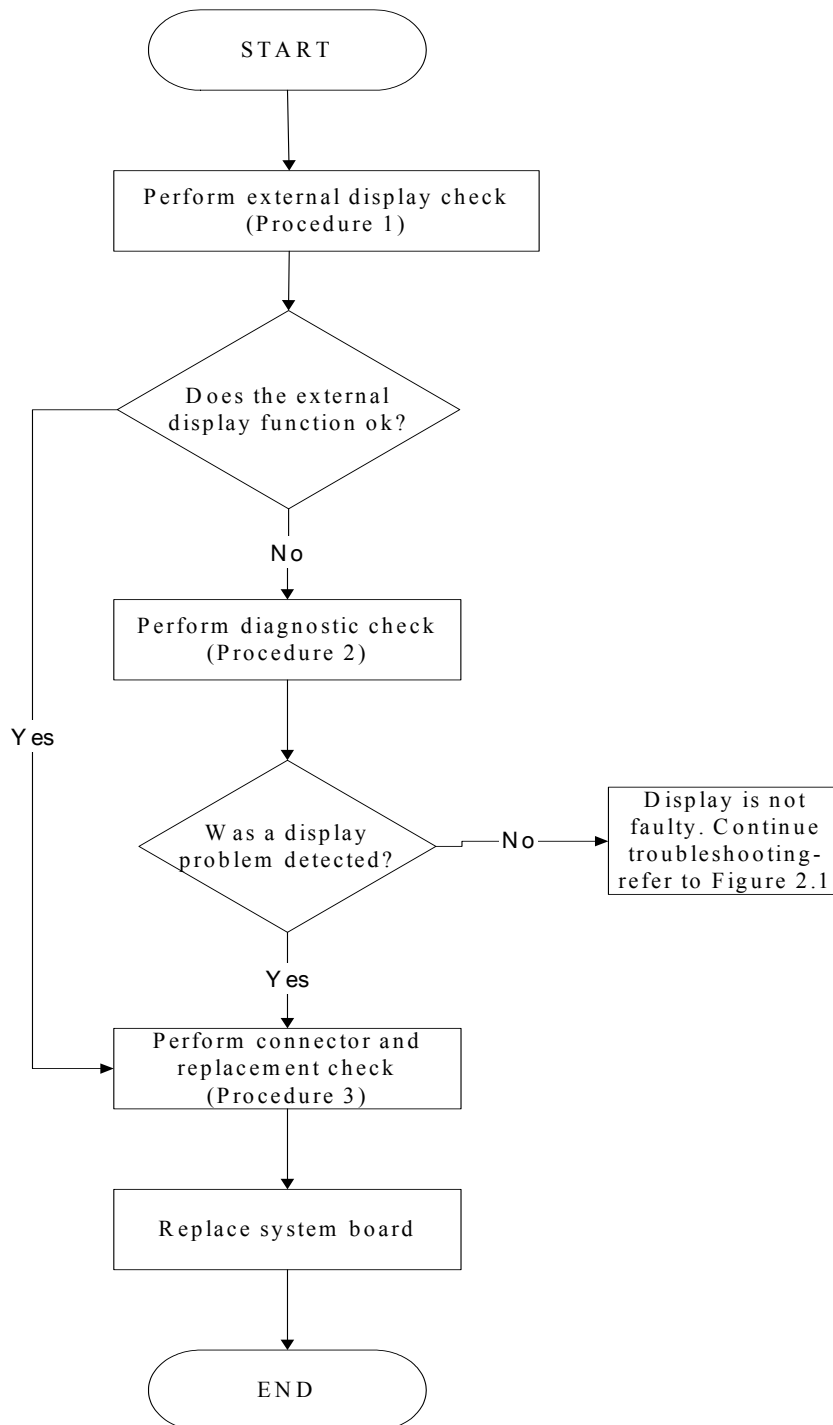 START
Perform external display check
(Procedure 1)
Does the external
display function ok?
No
Perform diagnostic check
(Procedure 2)
Yes
Was a display
problem detected?
No
Display is not
faulty. Continue
troubleshooting-
refer to Figure 2.1
Yes
Perform connector and
replacement check
(Procedure 3)
Replace system board
END